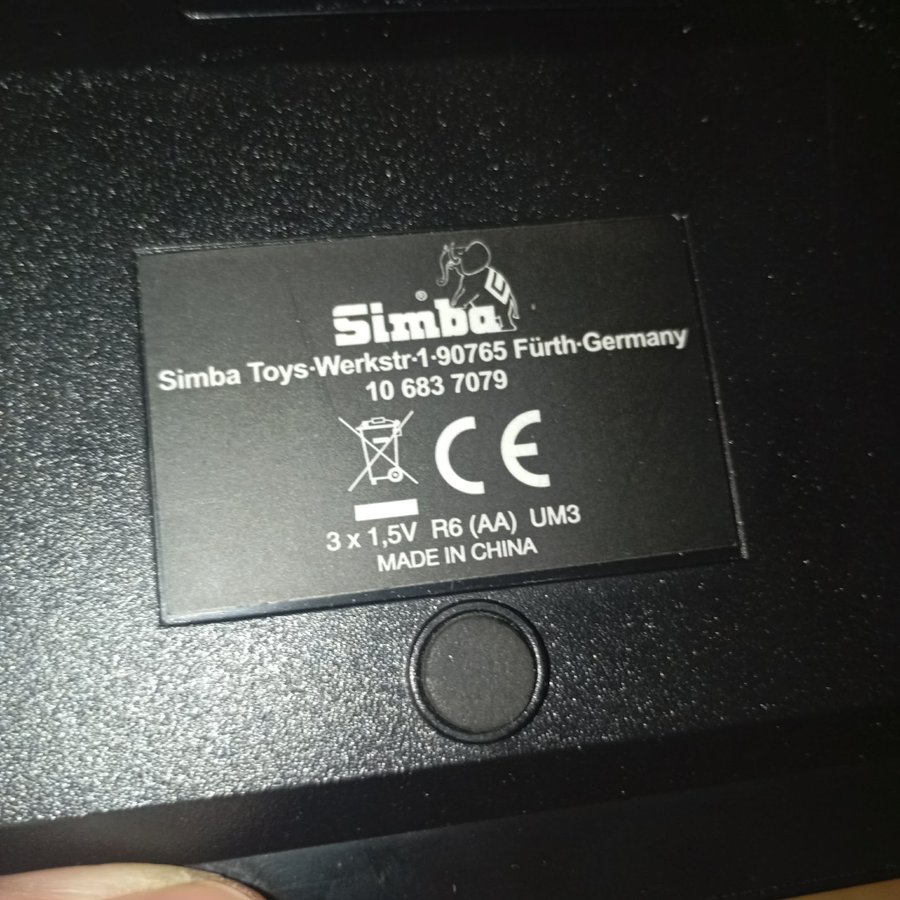 Simba®
Simba Toys·Werkstr·1·90765 Fürth·Germany
10 683 7079
CE
3 x 1,5V R6 (AA) UM3
MADE IN CHINA